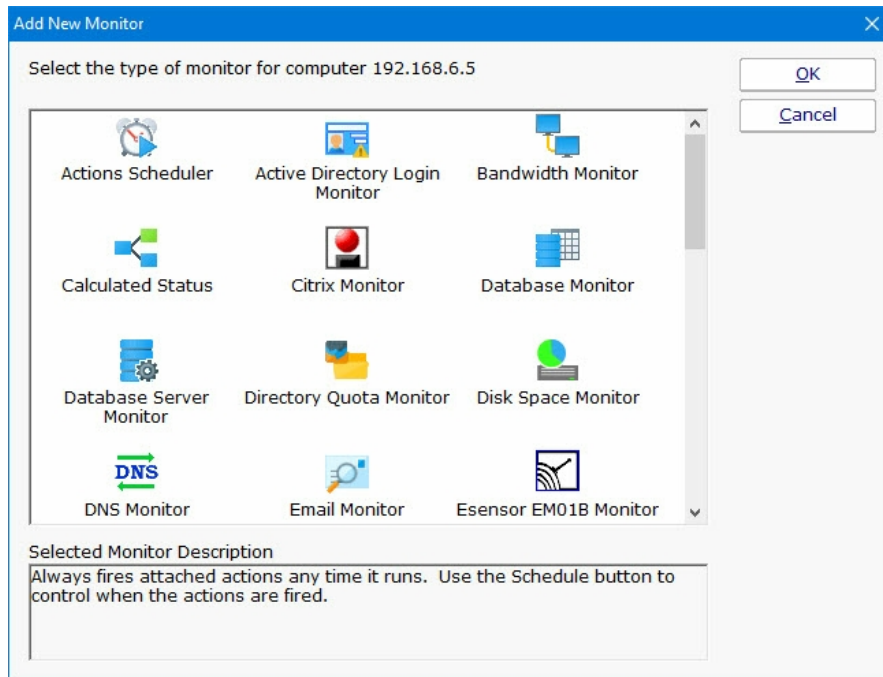 Add New Monitor
Select the type of monitor for computer 192.168.6.5
OK
Cancel
Actions Scheduler
Active Directory Login
Monitor
Bandwidth Monitor
Calculated Status
Citrix Monitor
Database Monitor
Database Server
Monitor
Directory Quota Monitor
Disk Space Monitor
DNS
DNS Monitor
Email Monitor
Esensor EM01B Monitor
Selected Monitor Description
Always fires attached actions any time it runs.  Use the Schedule button to
control when the actions are fired.